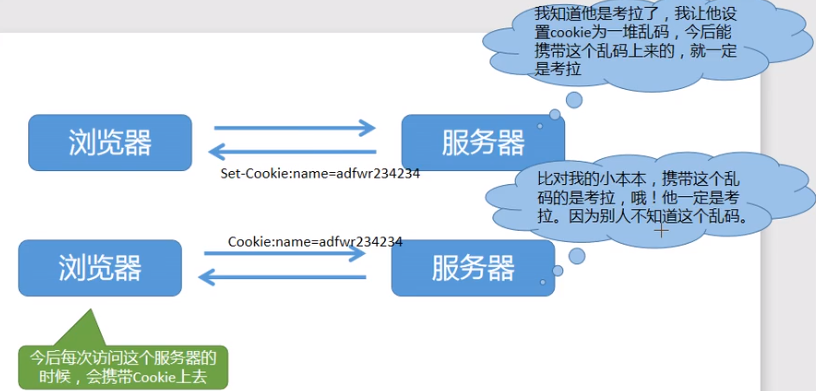 我知道他是考拉了，我让他设
置cookie为一堆乱码，今后能
携带这个乱码上来的，就一定
是考拉
浏览器
服务器
Set-Cookie:name=adfwr234234
比对我的小本本，携带这个乱
码的是考拉，哦！他一定是考
拉。因为别人不知道这个乱码。
Cookie:name=adfwr234234
浏览器
服务器
今后每次访问这个服务器的
时候，会携带Cookie上去